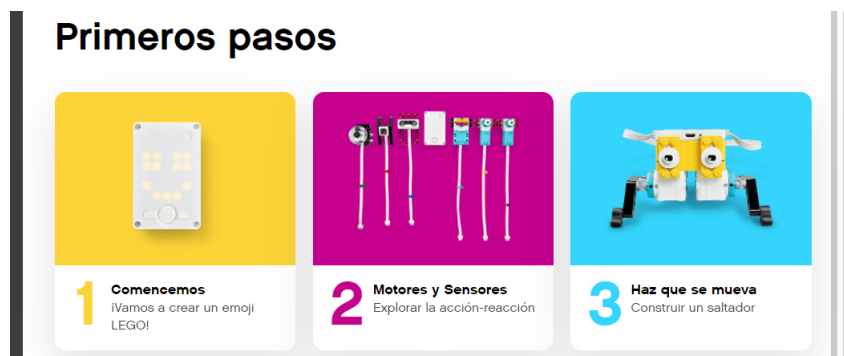 Primeros pasos
1
Comencemos
¡Vamos a crear un emoji
LEGO!
2
Motores y Sensores
Explorar la acción-reacción
3
Haz que se mueva
Construir un saltador